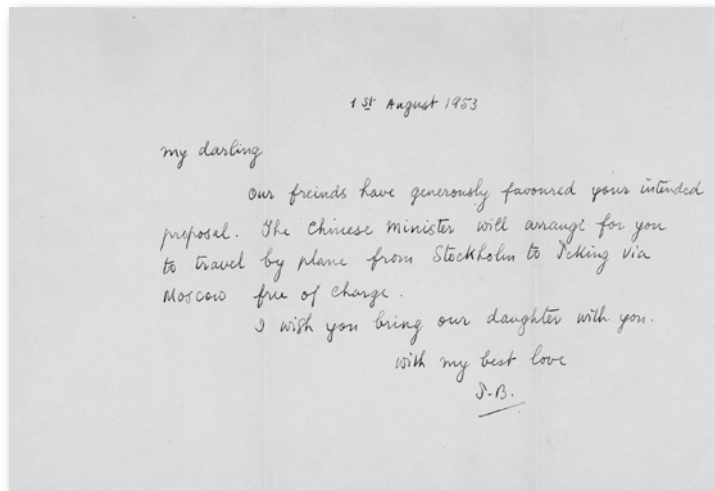 1st August 1953
my darling
our freinds have generously favoured your intended
proposal. The Chinese minister will arrange for you
to travel by plane from Stockholm to Peking via
Moscow free of charge.
I wish you bring our daughter with you.
with my best love
J.B.